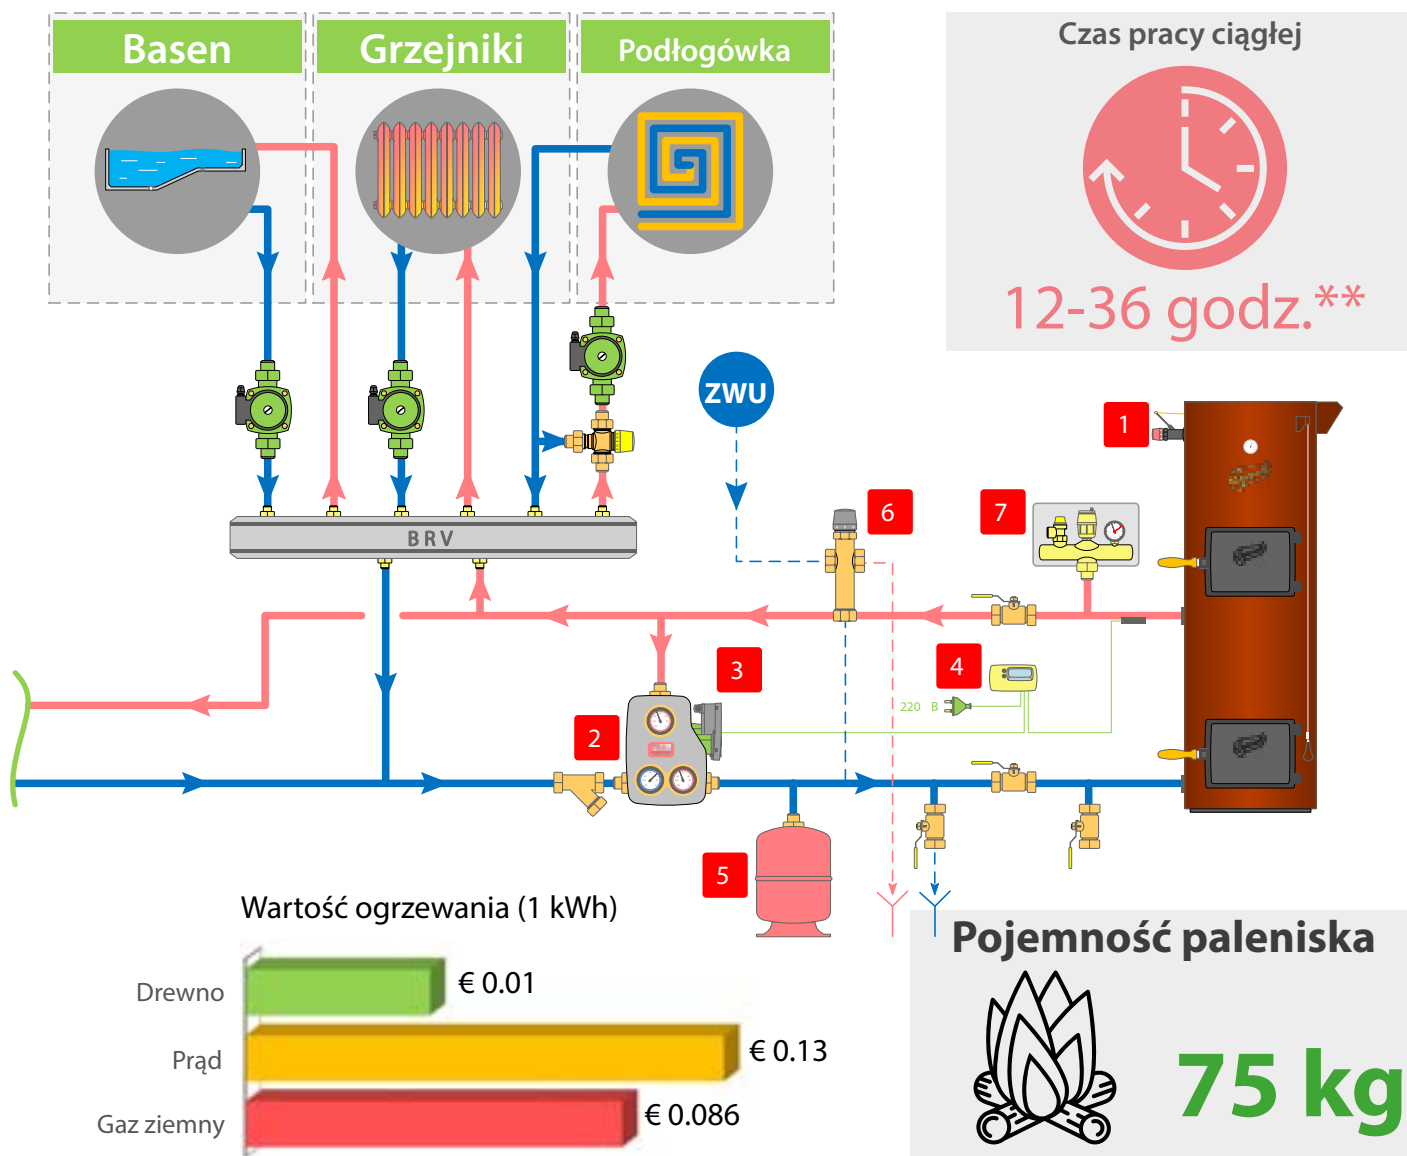 Basen
Grzejniki
Podłogówka
Czas pracy ciągłej
12-36 godz.**
ZWU
1
6
7
BRV
3
4
220 В
2
5
Wartość ogrzewania (1 kWh)
Drewno
€ 0.01
Prąd
€ 0.13
Gaz ziemny
€ 0.086
Pojemność paleniska
75 kg